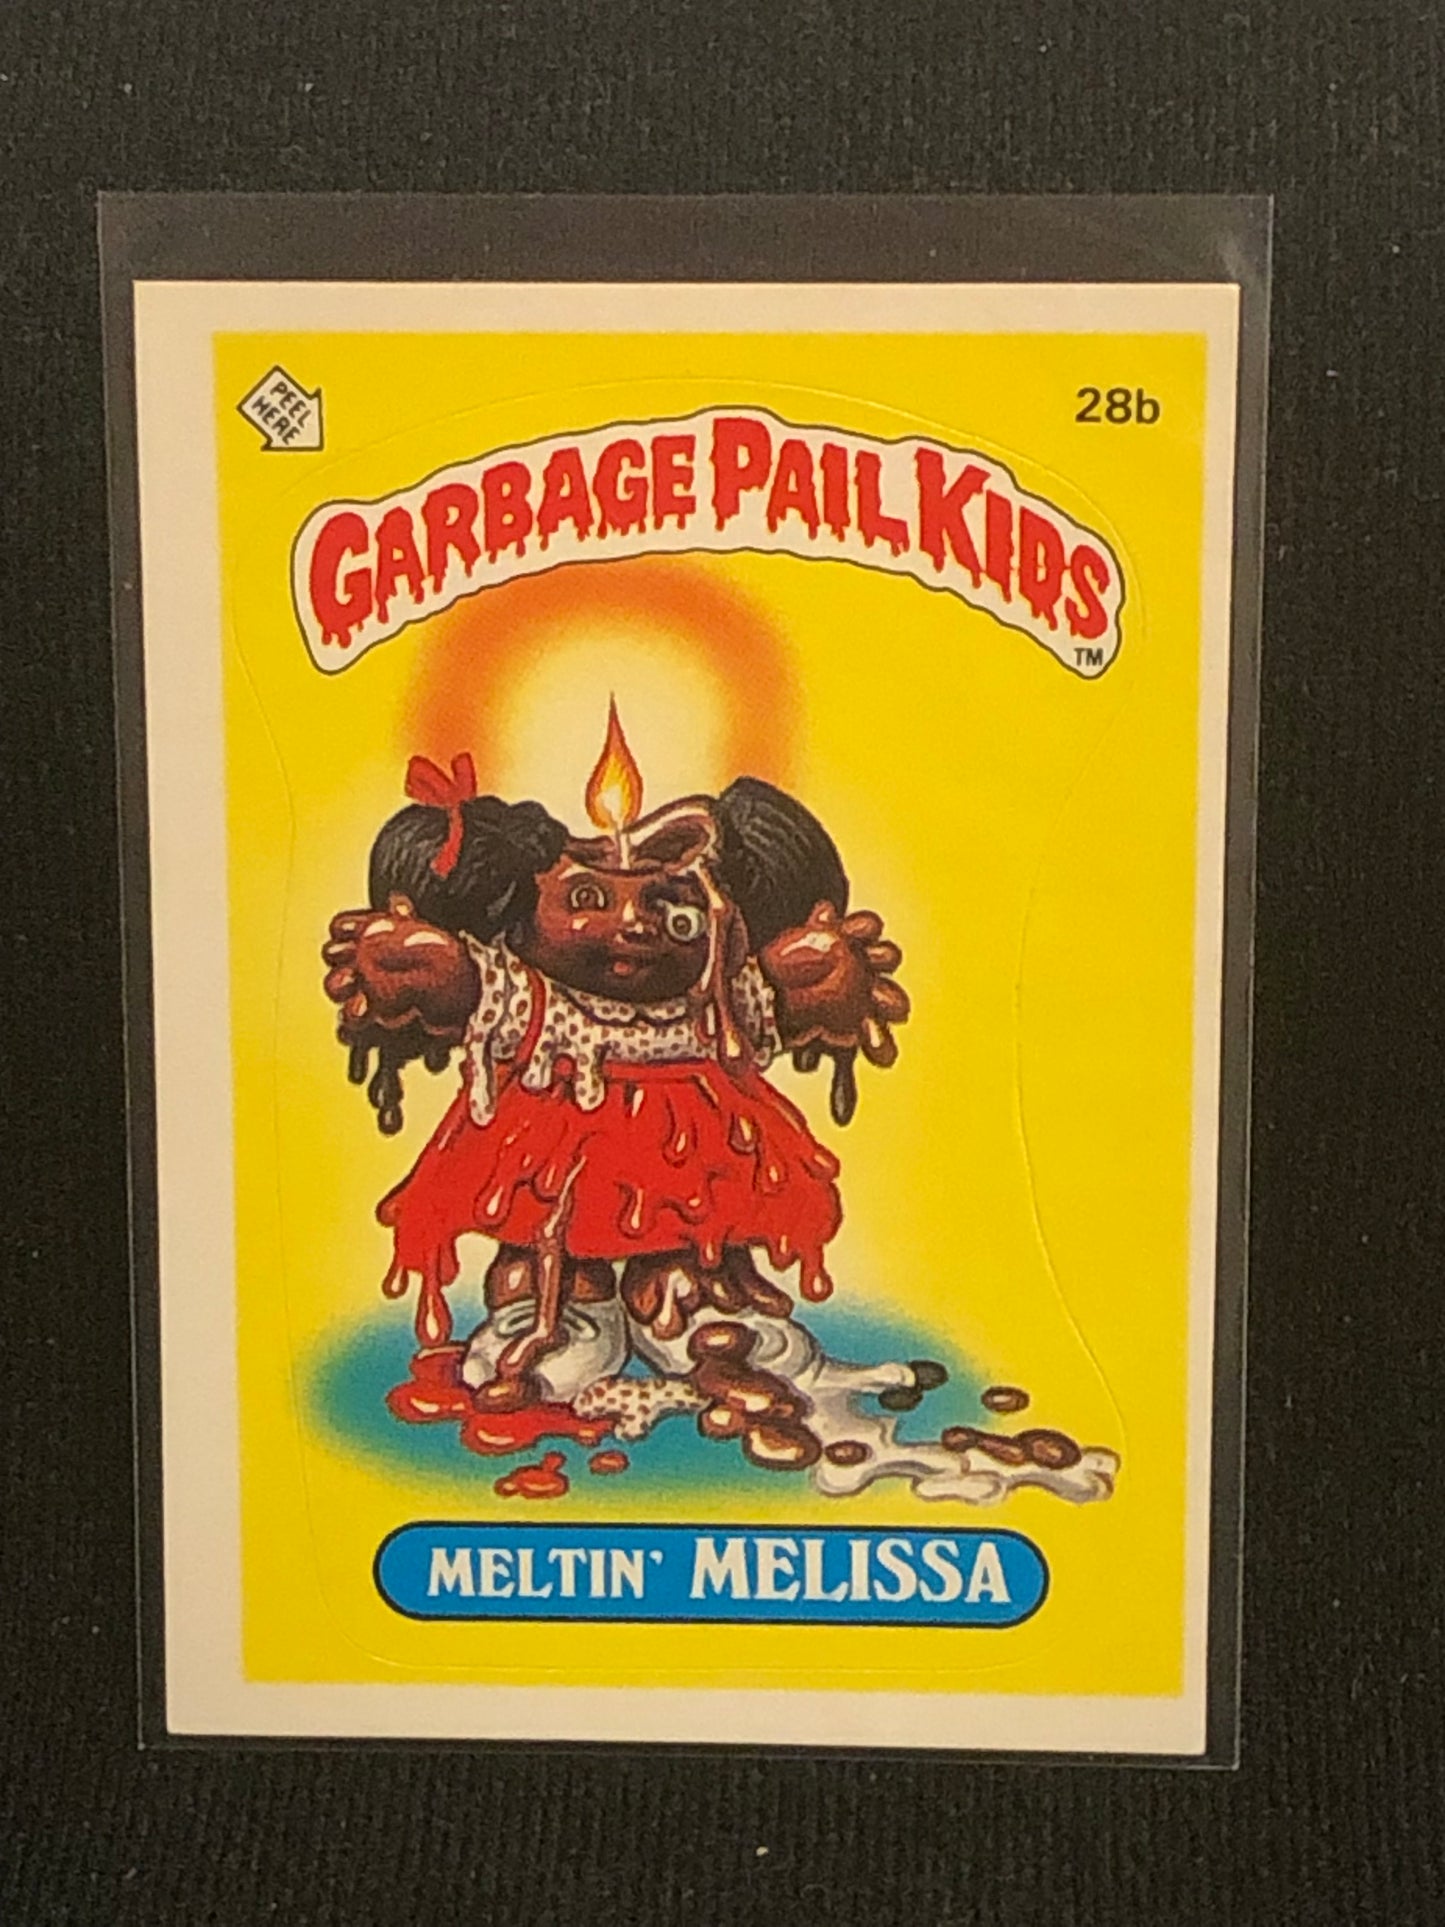 PEEL
HERE
28b
GARBAGE PAIL KIDS
TM
MELTIN' MELISSA